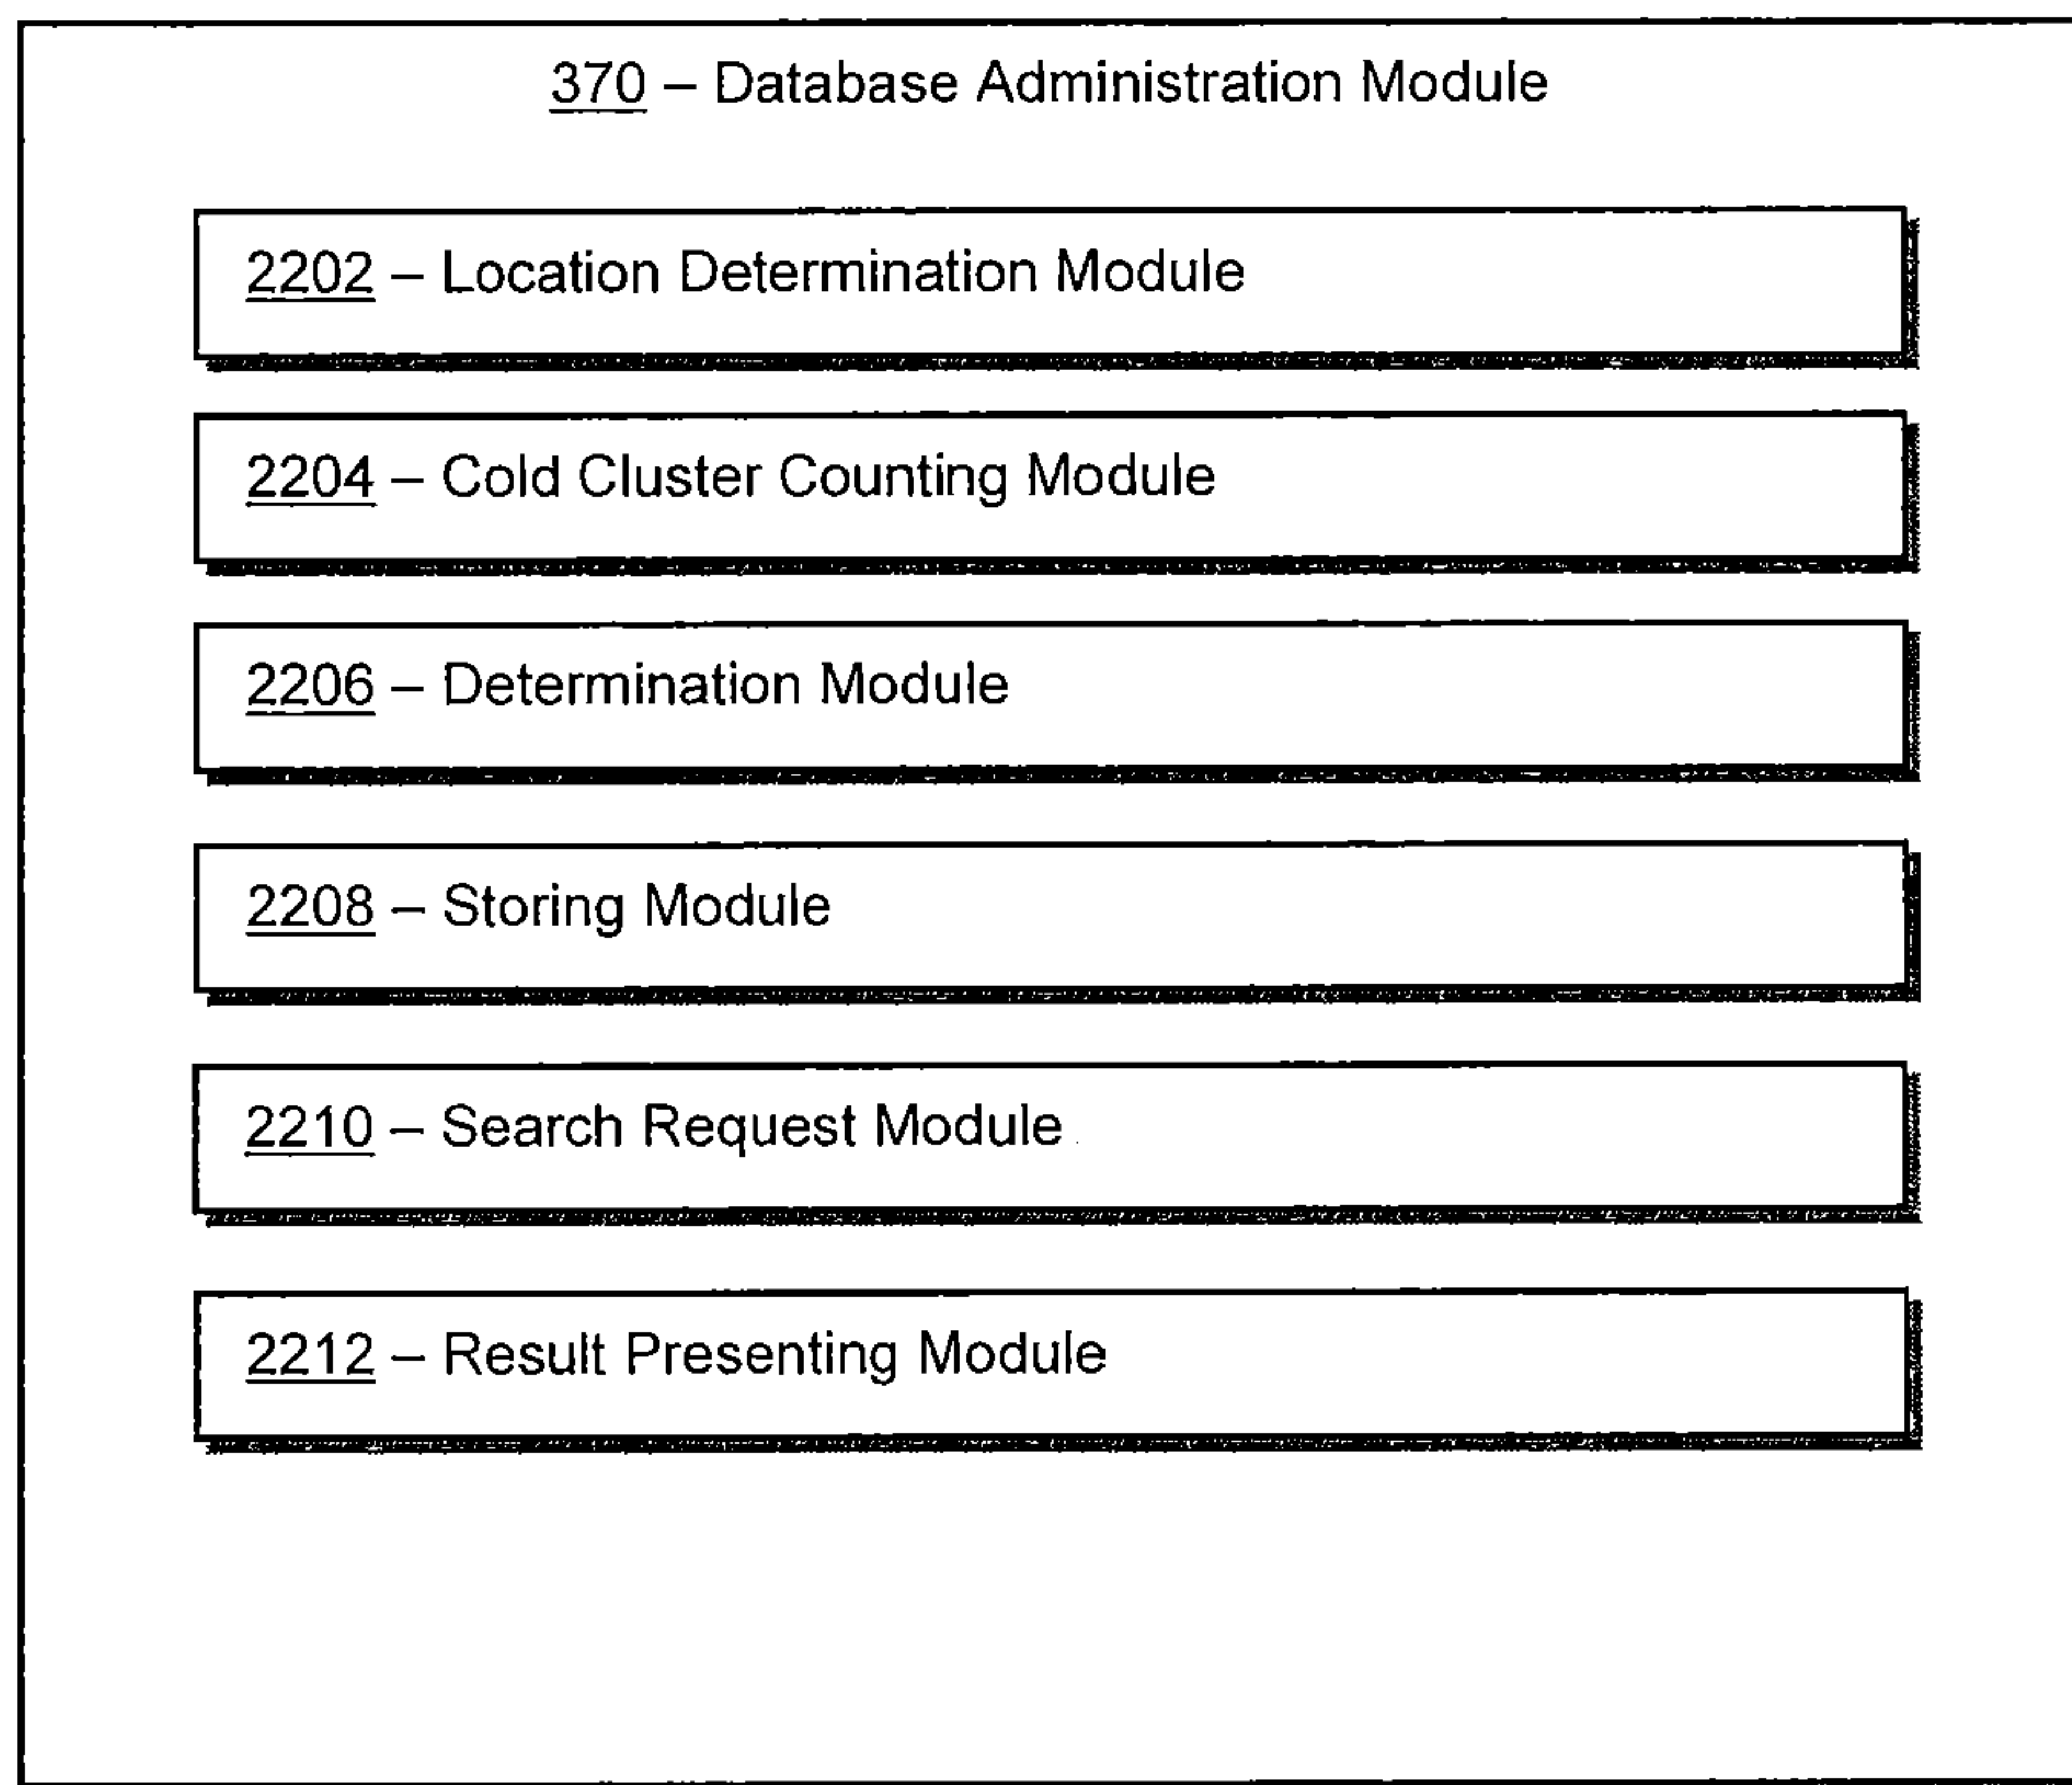 370 – Database Administration Module
2202 – Location Determination Module
2204 – Cold Cluster Counting Module
2206 – Determination Module
2208 – Storing Module
2210 – Search Request Module
2212 – Result Presenting Module